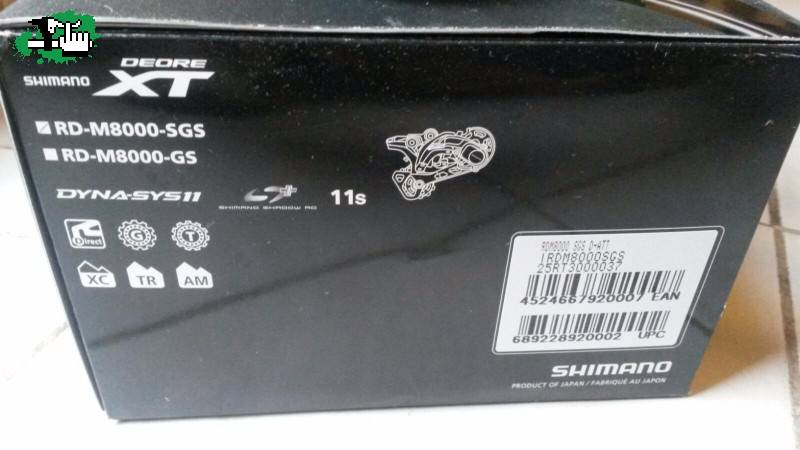 DEORE
SHIMANO XT
RD-M8000-SGS
RD-M8000-GS
DYNA-SYS11
SHIMANO SHADOW RD
11s
Direct
G
T
XC
TR
AM
RDM8000 SGS D-ATT
IRDM8000SGS
25RT3000037
4524667920007 EAN
689228920002 UPC
SHIMANO
PRODUCT OF JAPAN / FABRIQUÉ AU JAPON